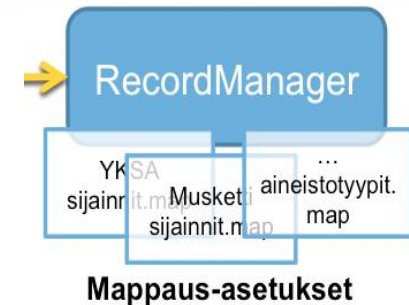 RecordManager
YKSA
sijainnit.map
Musketti
sijainnit.map
...
aineistotyypit.
map
Mappaus-asetukset